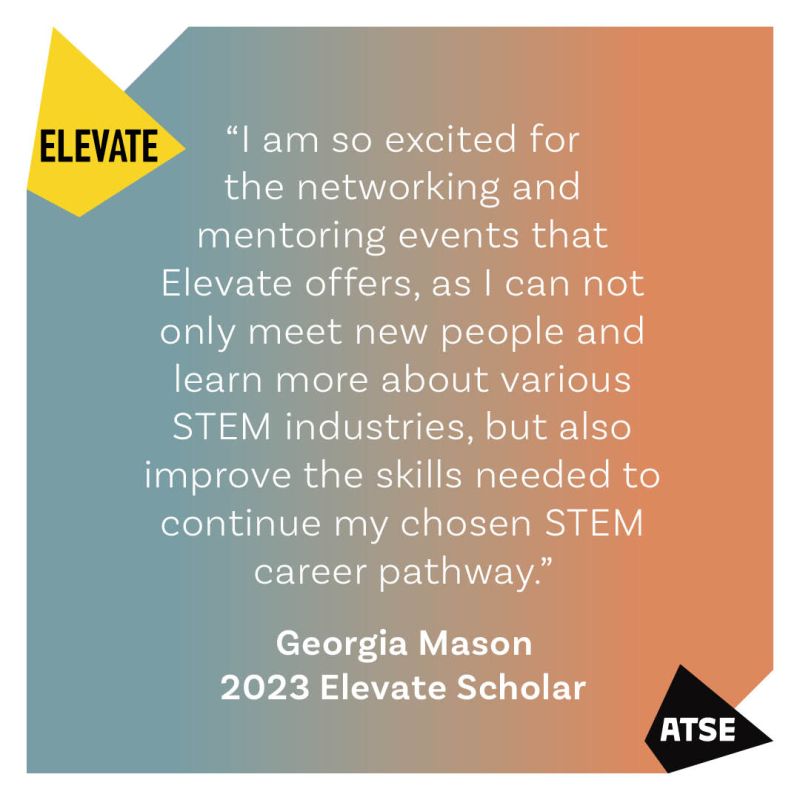 ELEVATE
“I am so excited for
the networking and
mentoring events that
Elevate offers, as I can not
only meet new people and
learn more about various
STEM industries, but also
improve the skills needed to
continue my chosen STEM
career pathway.”
Georgia Mason
2023 Elevate Scholar
ATSE